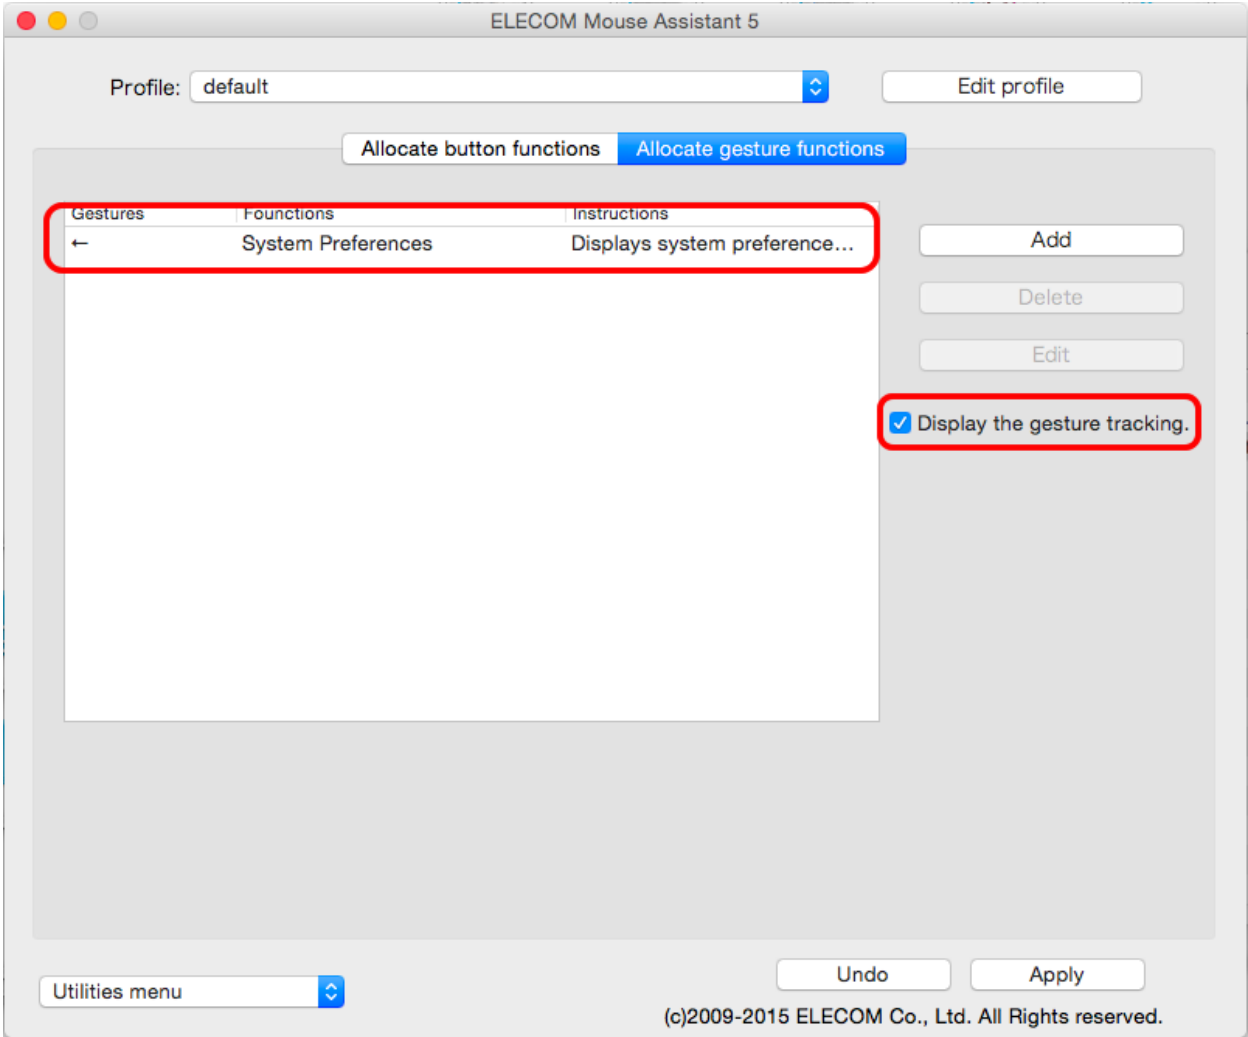 ELECOM Mouse Assistant 5
Profile: default Edit profile
Allocate button functions Allocate gesture functions
Gestures Founctions Instructions
← System Preferences Displays system preference...
Add
Delete
Edit
Display the gesture tracking.
Undo Apply
Utilities menu
(c)2009-2015 ELECOM Co., Ltd. All Rights reserved.